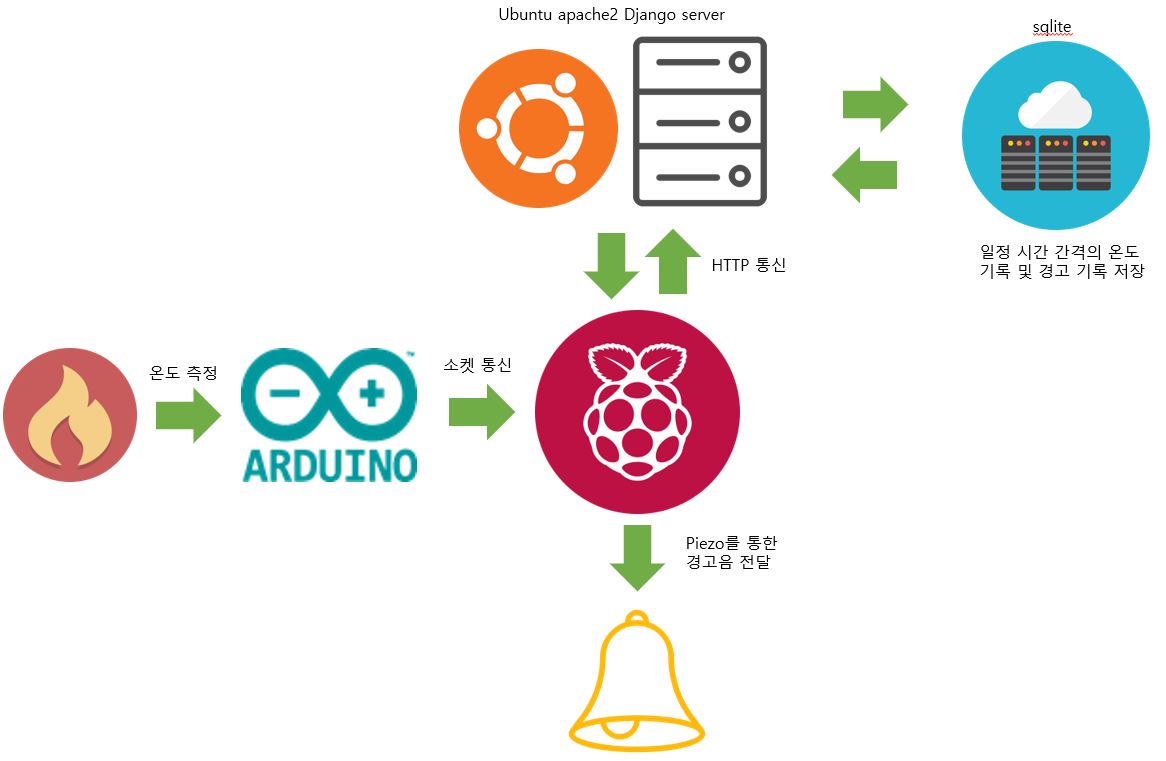 Ubuntu apache2 Django server
sqlite
HTTP 통신
일정 시간 간격의 온도
기록 및 경고 기록 저장
온도 측정
소켓 통신
TM
ARDUINO
Piezo를 통한
경고음 전달